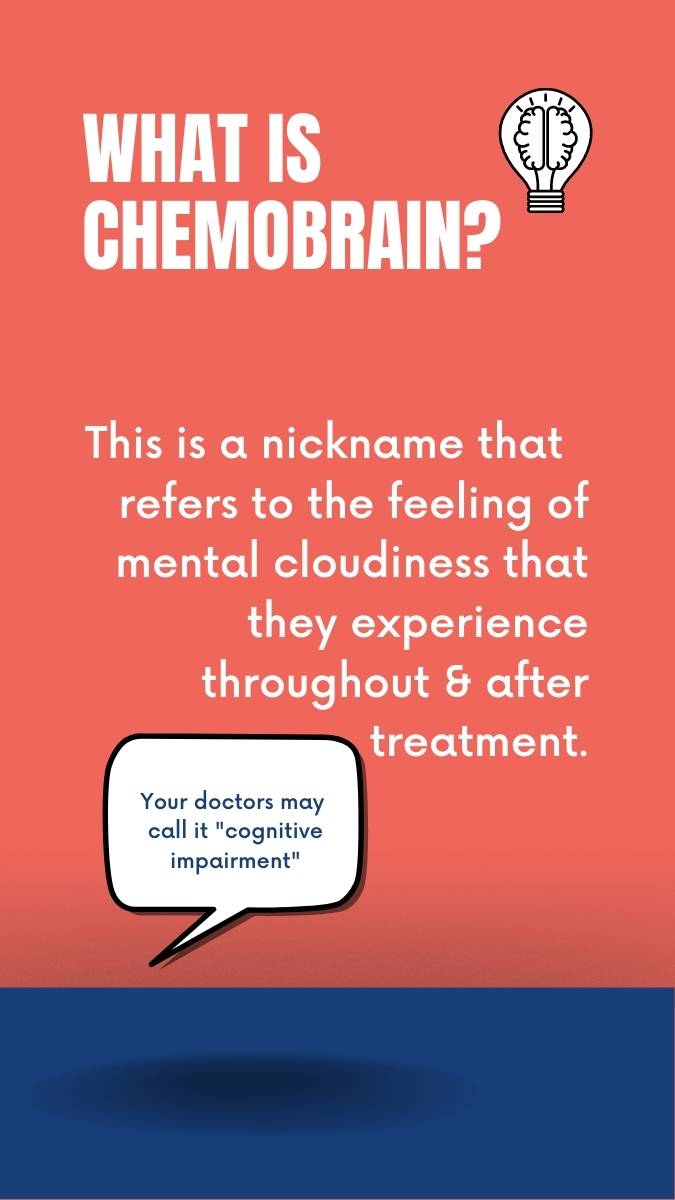 WHAT IS
CHEMOBRAIN?
This is a nickname that
refers to the feeling of
mental cloudiness that
they experience
throughout & after
treatment.
Your doctors may
call it "cognitive
impairment"